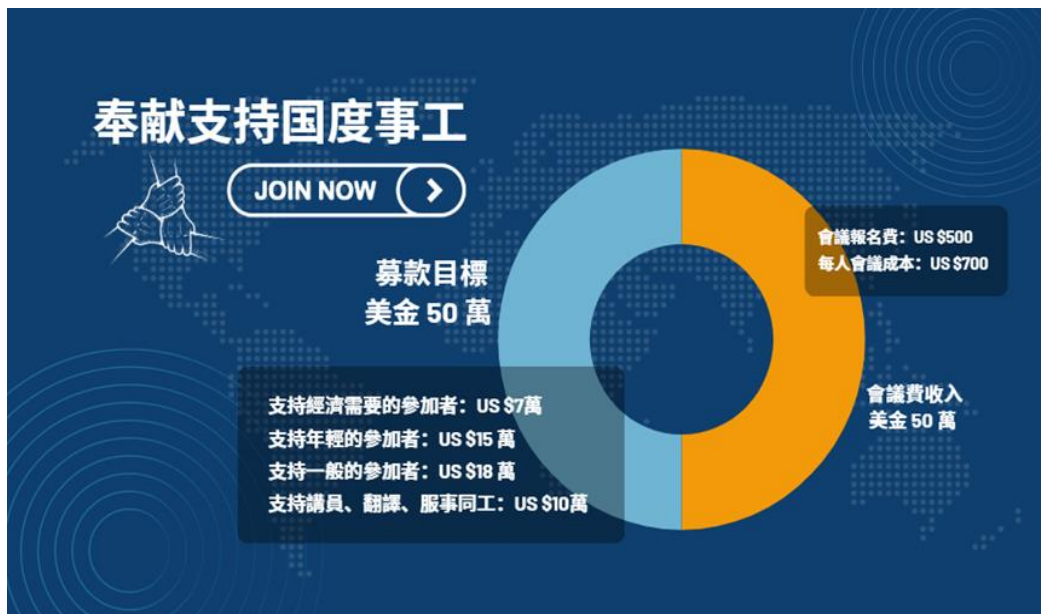 奉献支持国度事工
JOIN NOW
募款目標
美金 50 萬
會議報名費：US $500
每人會議成本：US $700
會議費收入
美金 50 萬
支持經濟需要的參加者：US $7萬
支持年輕的參加者：US $15 萬
支持一般的參加者：US $18 萬
支持講員、翻譯、服事同工：US $10萬